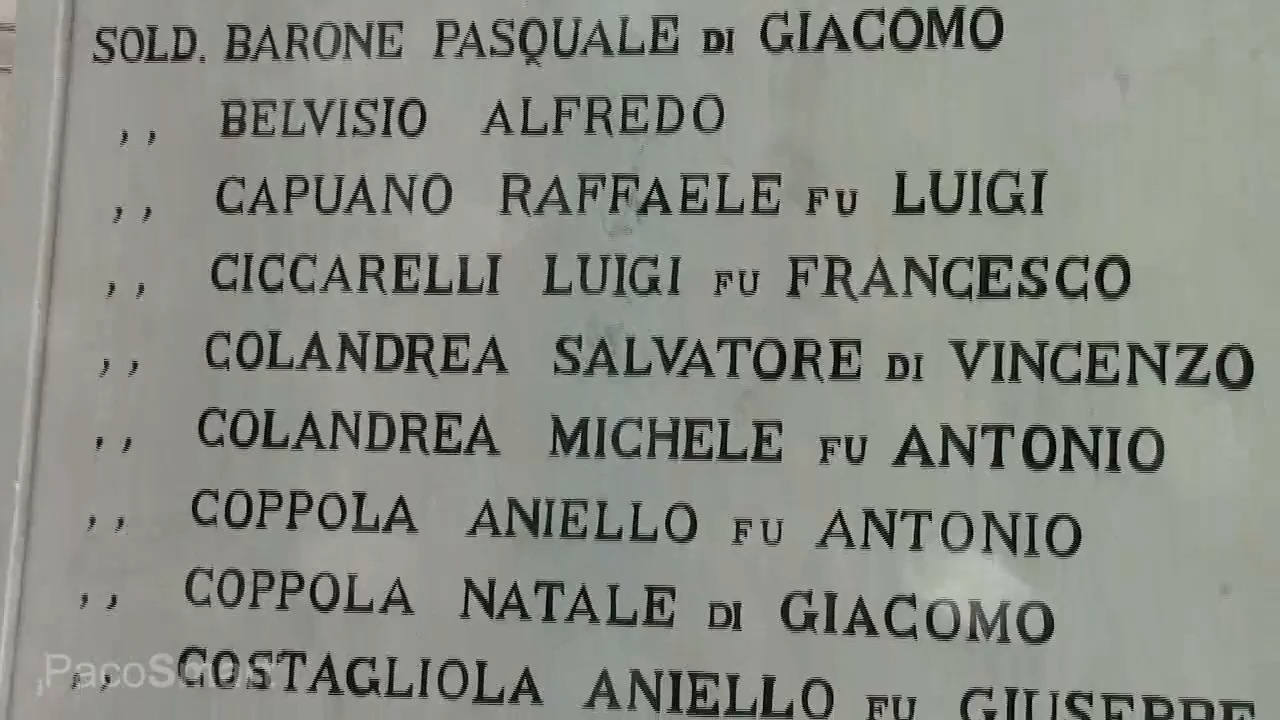 SOLD. BARONE PASQUALE DI GIACOMO
,, BELVISIO ALFREDO
,, CAPUANO RAFFAELE FU LUIGI
,, CICCARELLI LUIGI FU FRANCESCO
,, COLANDREA SALVATORE DI VINCENZO
,, COLANDREA MICHELE FU ANTONIO
,, COPPOLA ANIELLO FU ANTONIO
,, COPPOLA NATALE DI GIACOMO
,, COSTAGLIOLA ANIELLO FU GIUSEPPE